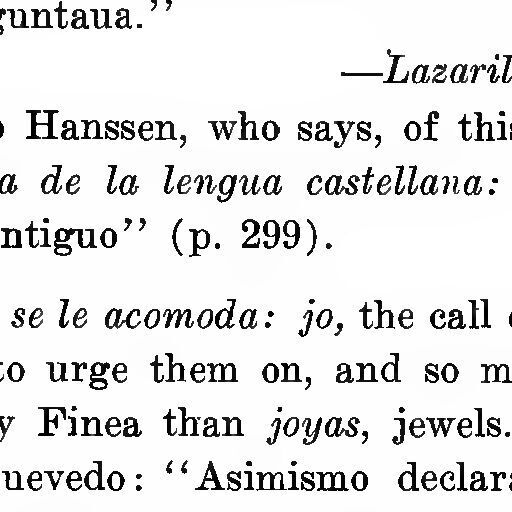 guntaua.”
—Lazaril
o Hanssen, who says, of this
a de la lengua castellana:
ntiguo” (p. 299).
se le acomoda: jo, the call
to urge them on, and so m
y Finea than joyas, jewels.
uevedo: “Asimismo declara